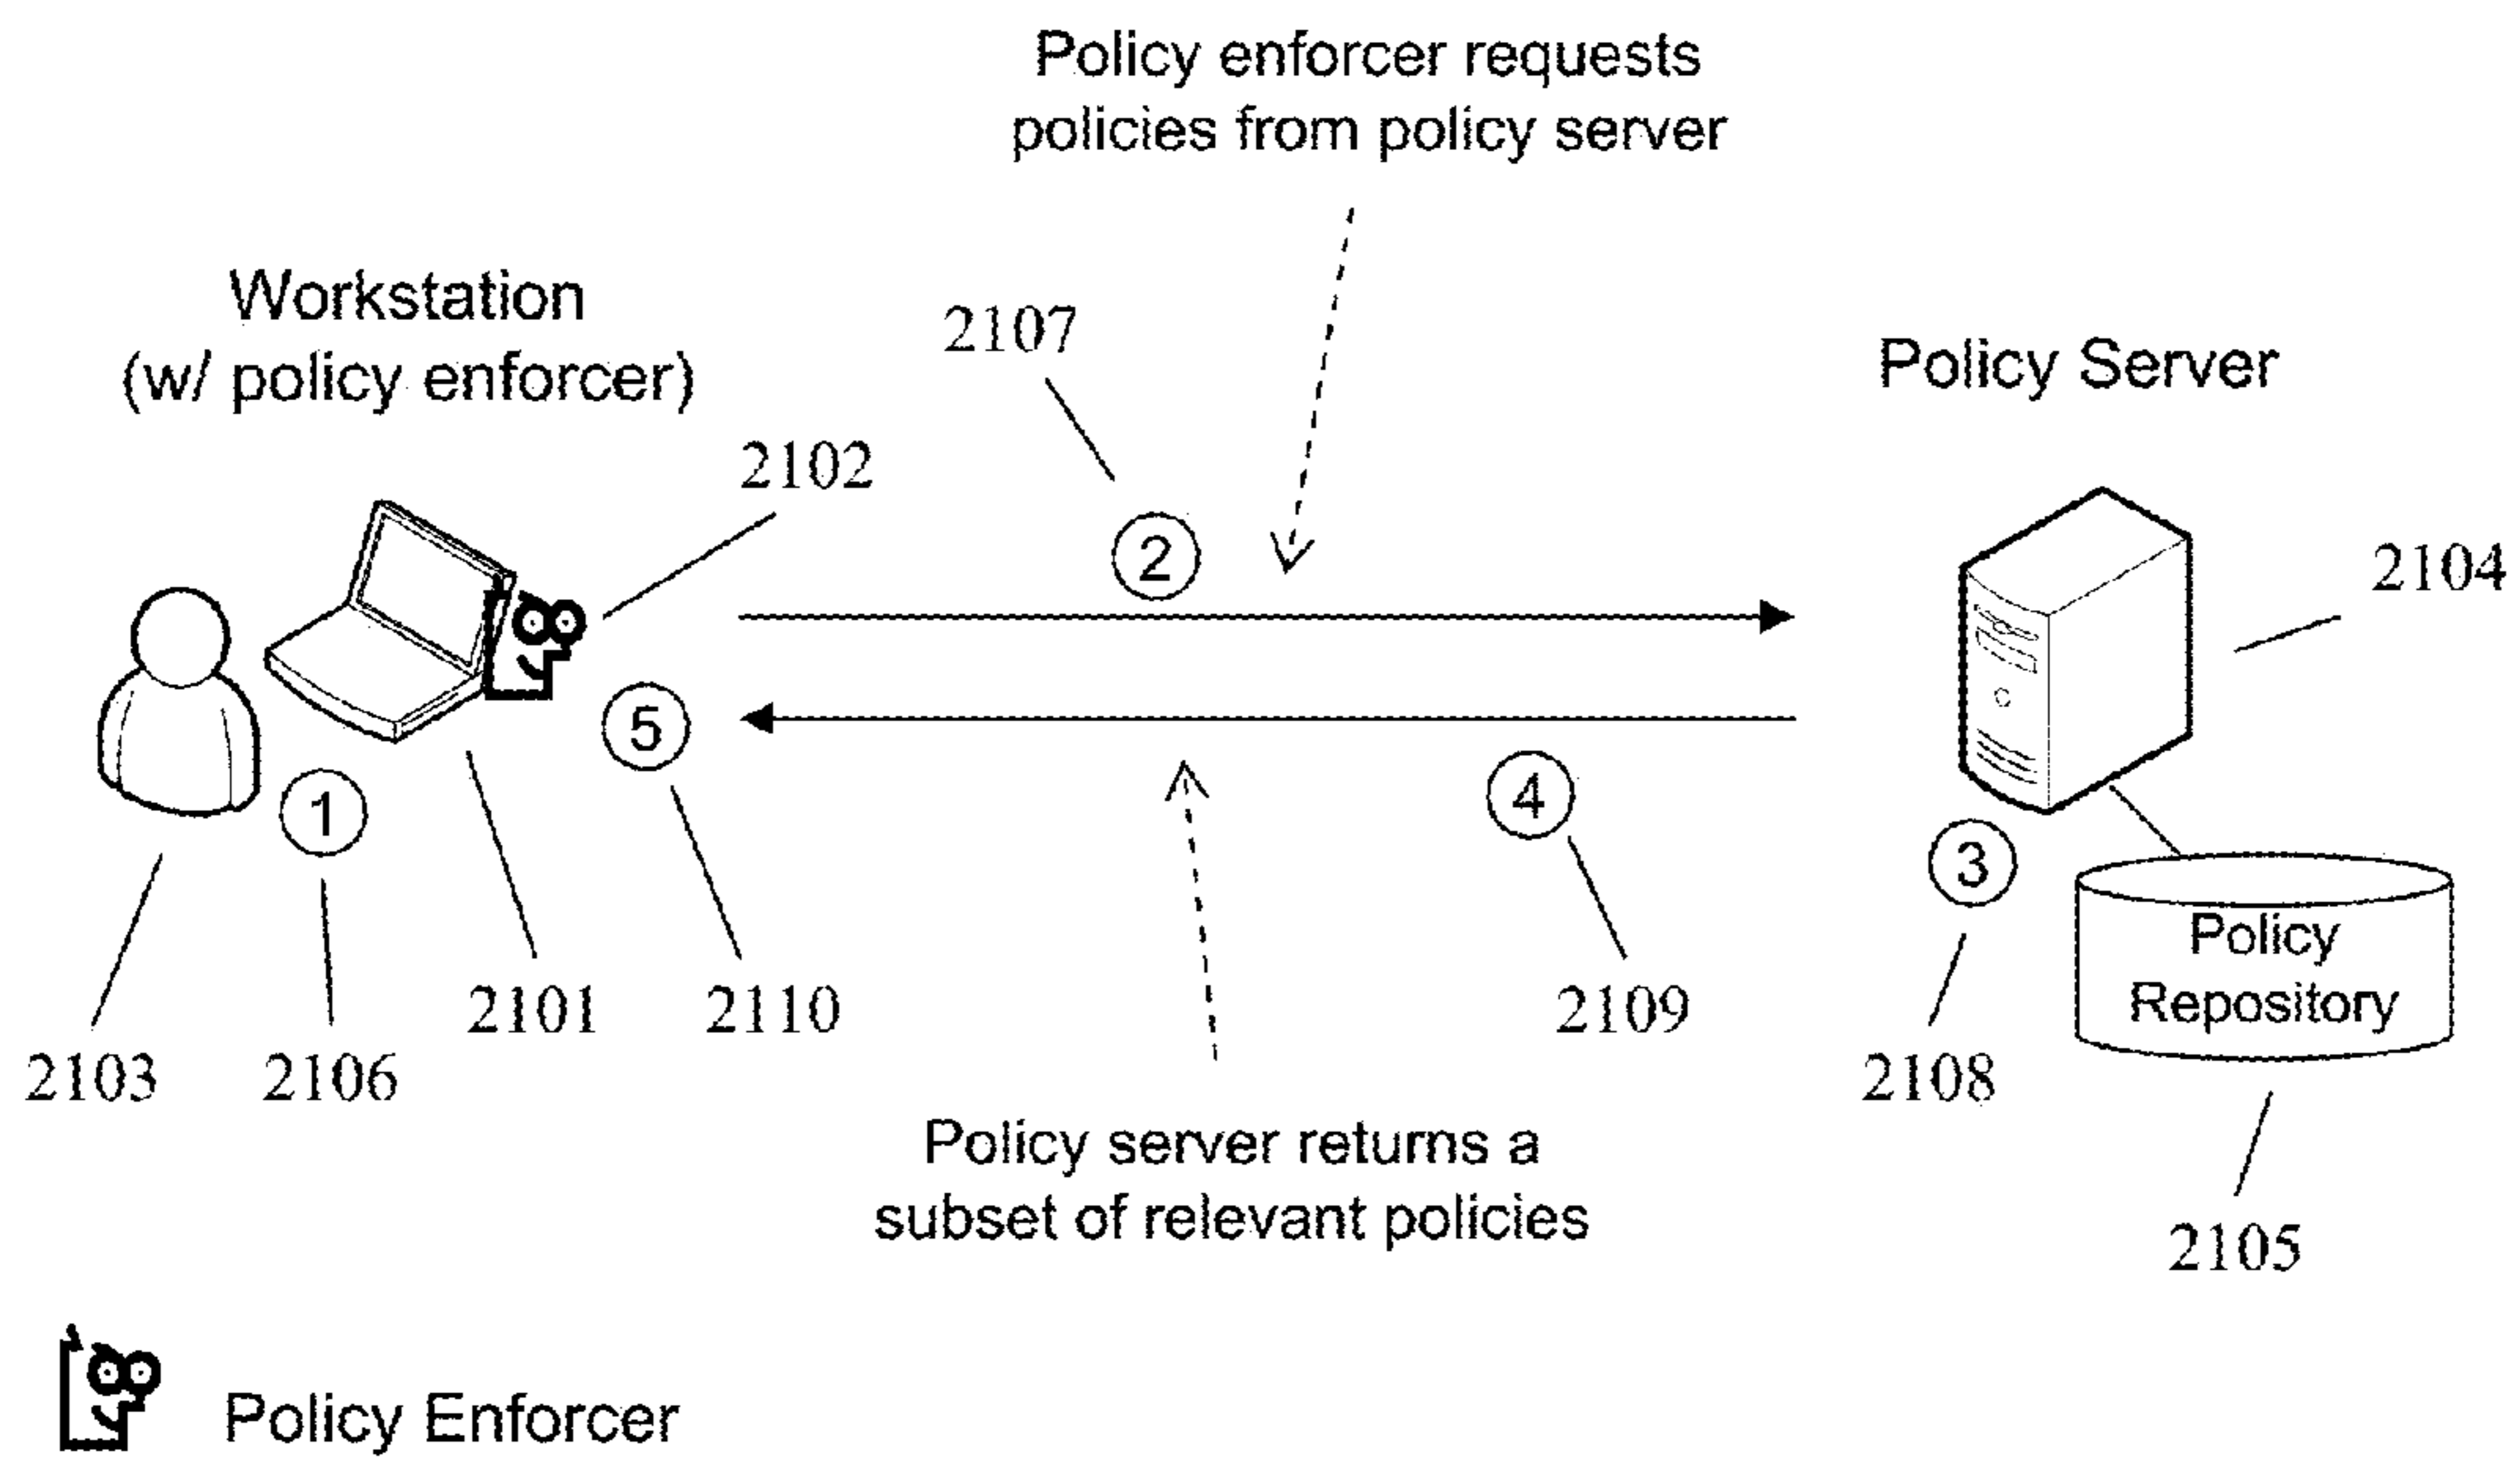 Policy enforcer requests
policies from policy server
Workstation
(w/ policy enforcer)
2107
Policy Server
2102
2
2104
5
4
1
3
Policy
Repository
2101
2110
2109
2103
2106
2108
Policy server returns a
subset of relevant policies
2105
Policy Enforcer